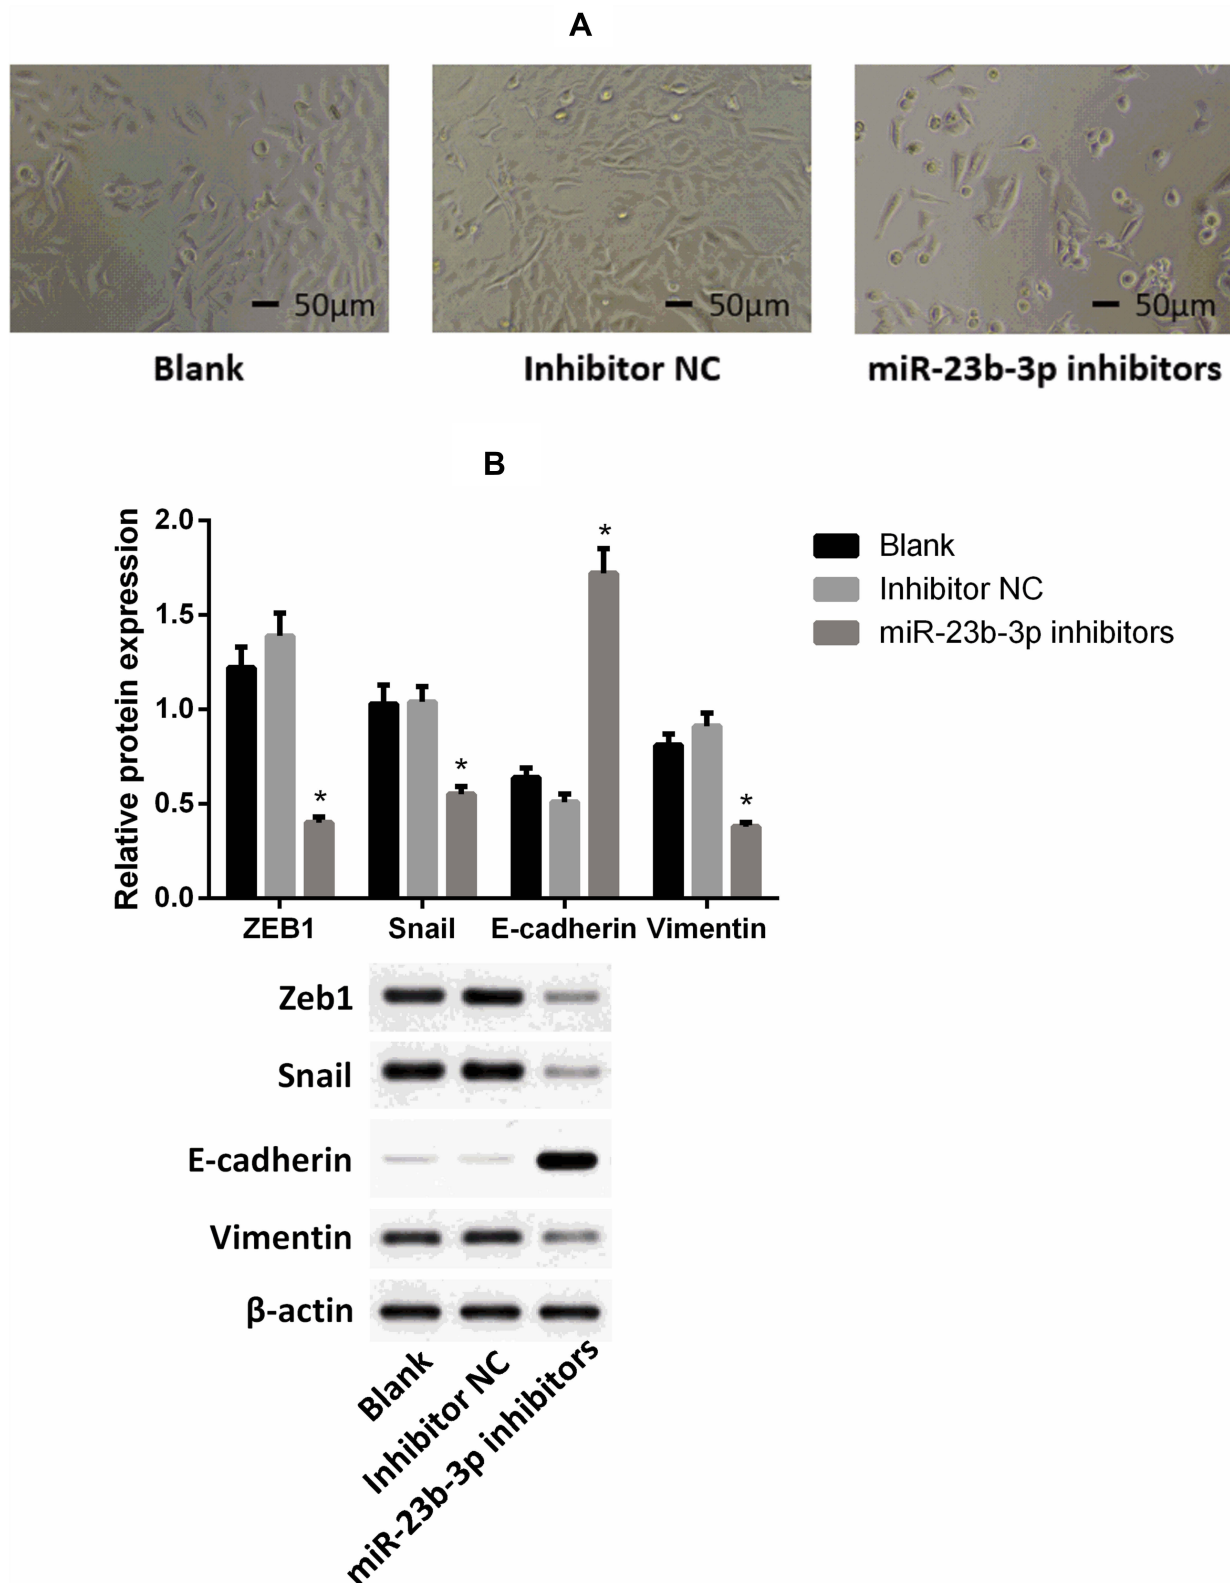 A
50μm
50μm
50μm
Blank
Inhibitor NC
miR-23b-3p inhibitors
B
Relative protein expression
2.0
1.5
1.0
0.5
0.0
*
*
*
*
ZEB1
Snail
E-cadherin
Vimentin
Blank
Inhibitor NC
miR-23b-3p inhibitors
Zeb1
Snail
E-cadherin
Vimentin
β-actin
Blank
Inhibitor NC
miR-23b-3p inhibitors